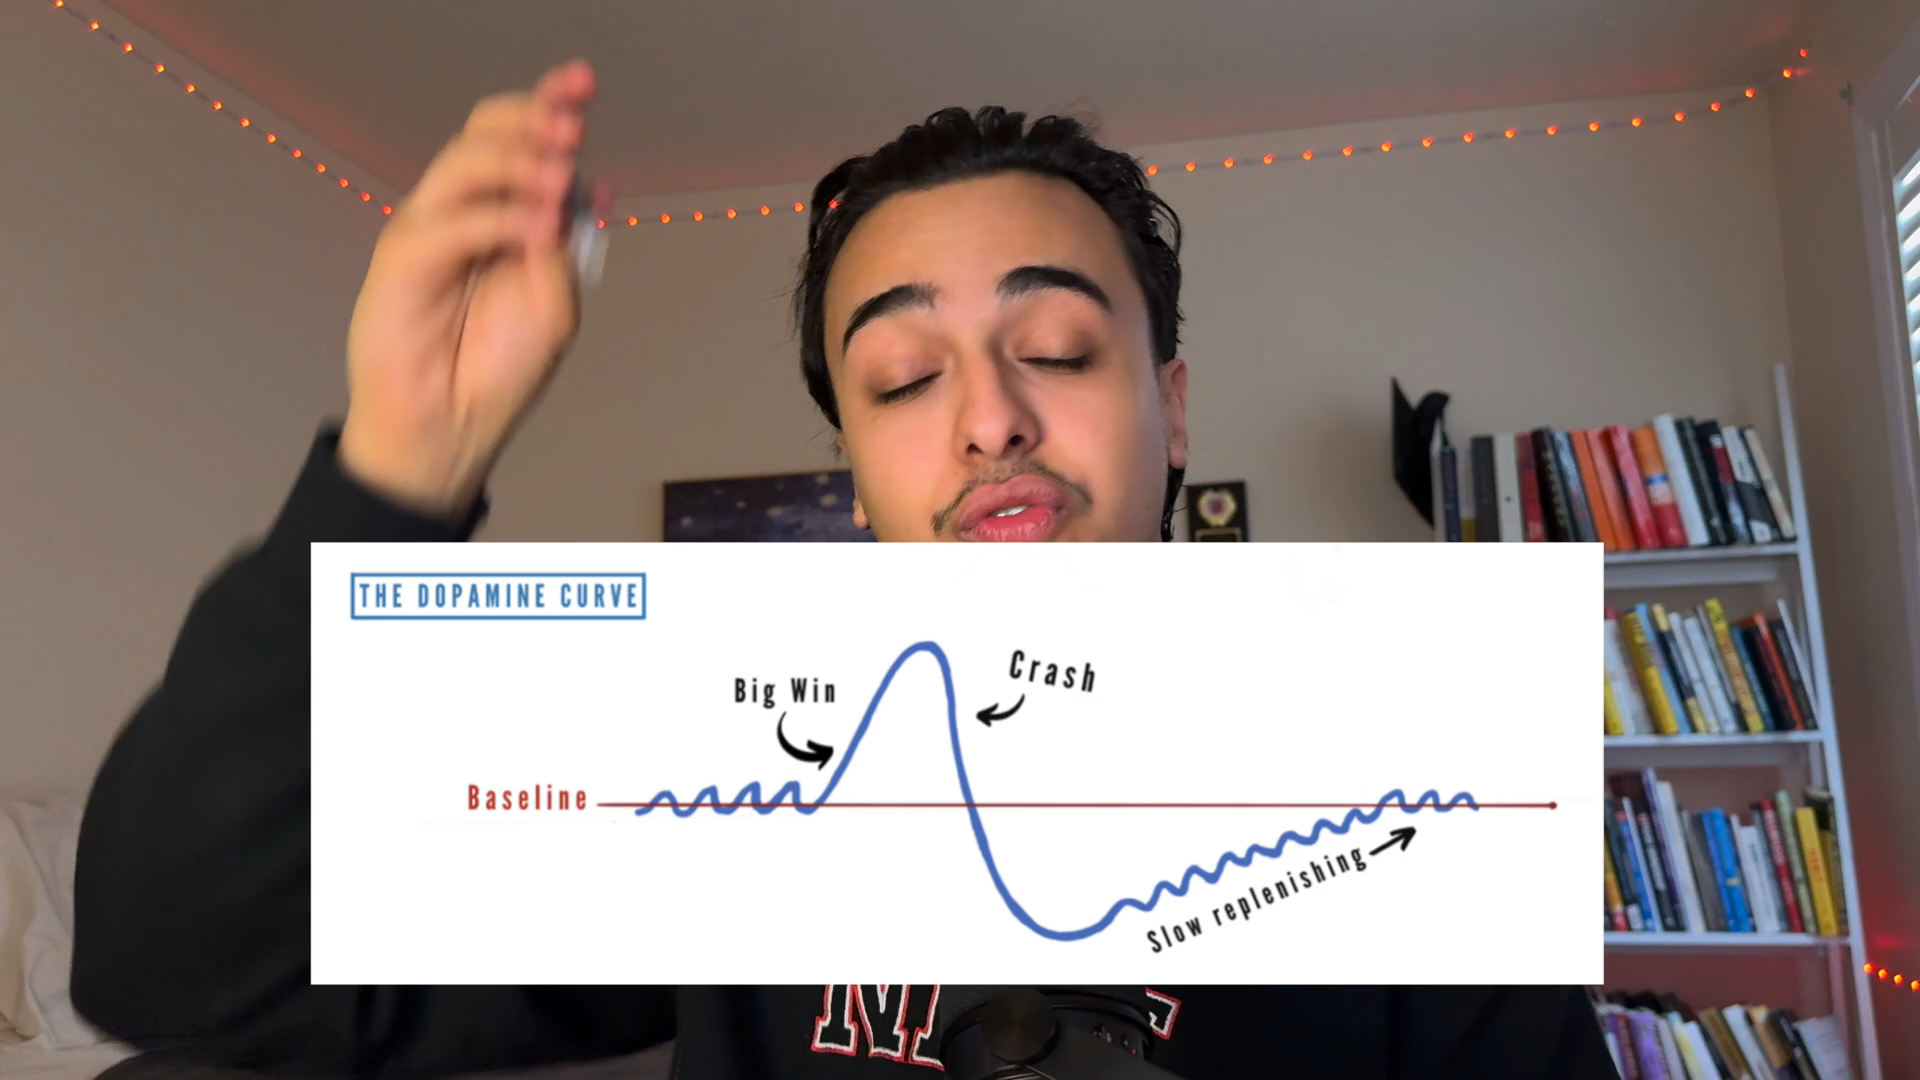 THE DOPAMINE CURVE
Big Win
Crash
Baseline
Slow replenishing